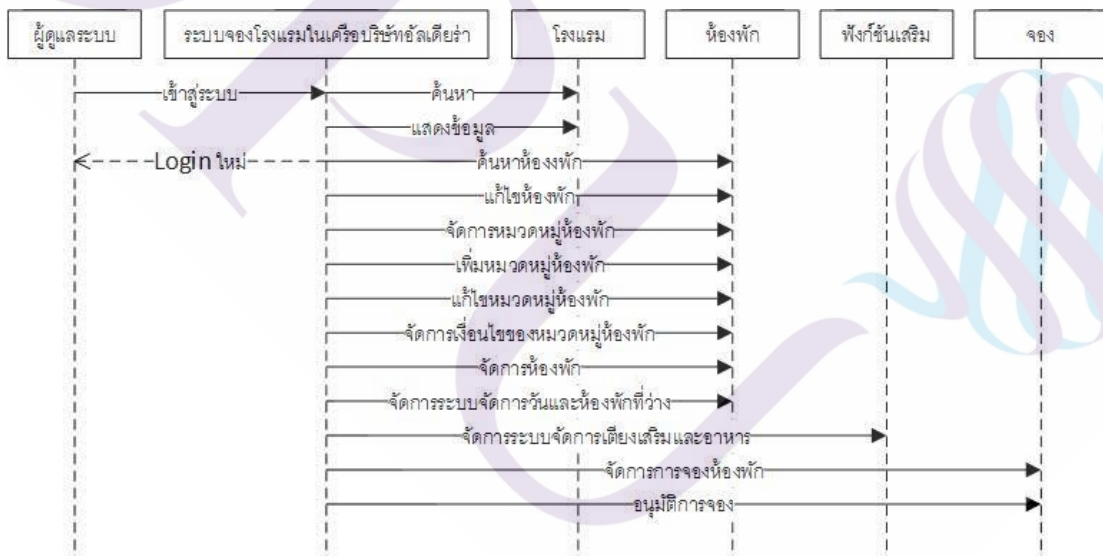 ผู้ดูแลระบบ
ระบบจองโรงแรมในเครือบริษัทอัลเดียร่า
โรงแรม
ห้องพัก
ฟังก์ชันเสริม
จอง
เข้าสู่ระบบ
ค้นหา
แสดงข้อมูล
Login ใหม่
ค้นหาห้องงพัก
แก้ไขห้องพัก
จัดการหมวดหมู่ห้องพัก
เพิ่มหมวดหมู่ห้องพัก
แก้ไขหมวดหมู่ห้องพัก
จัดการเงื่อนไขของหมวดหมู่ห้องพัก
จัดการห้องพัก
จัดการระบบจัดการวันและห้องพักที่ว่าง
จัดการระบบจัดการเตียงเสริมและอาหาร
จัดการการจองห้องพัก
อนุมัติการจอง